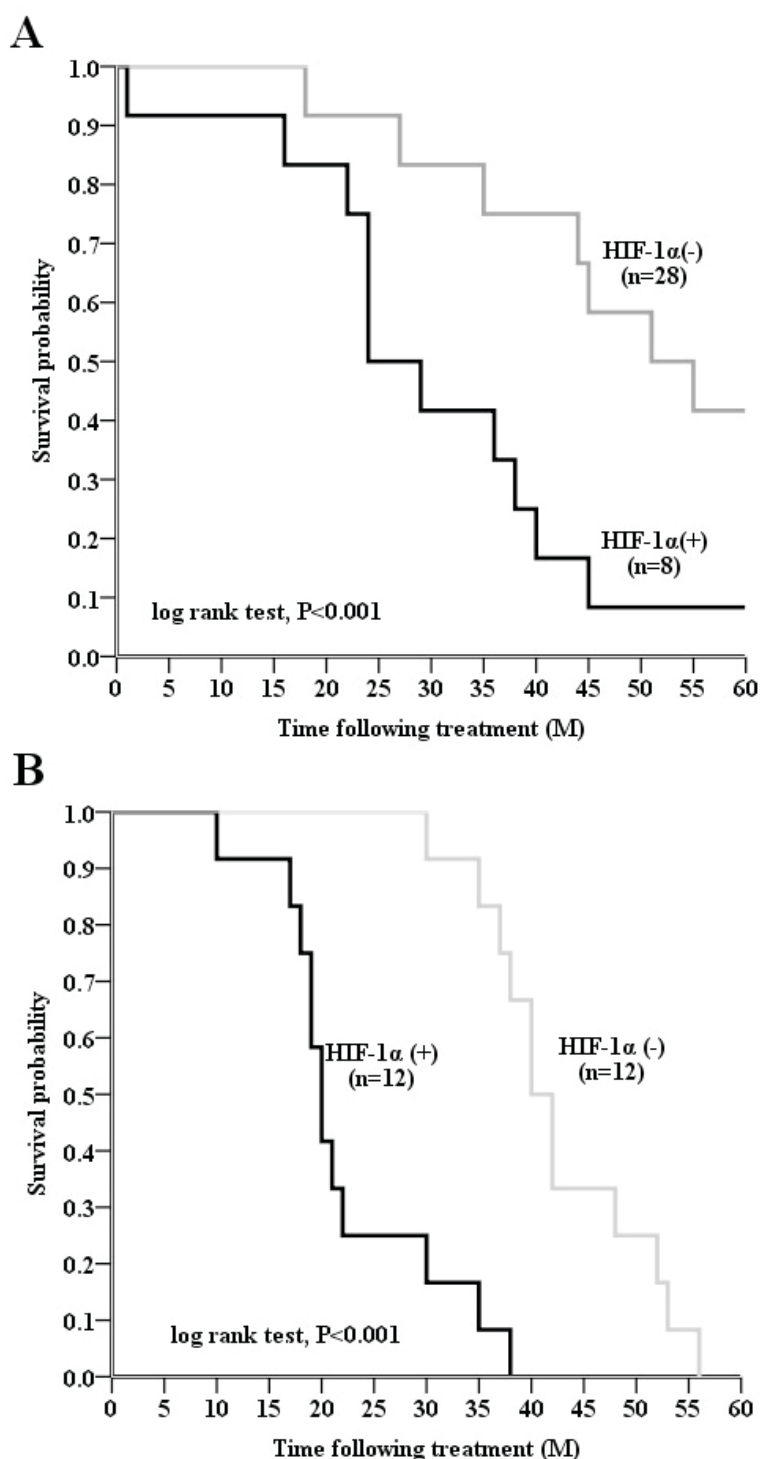 A
1.0
0.9
0.8
0.7
0.6
0.5
0.4
0.3
0.2
0.1
0.0
Survival probability
HIF-1α(-)
(n=28)
HIF-1α(+)
(n=8)
log rank test, P<0.001
0 5 10 15 20 25 30 35 40 45 50 55 60
Time following treatment (M)
B
1.0
0.9
0.8
0.7
0.6
0.5
0.4
0.3
0.2
0.1
0.0
Survival probability
HIF-1α (+)
(n=12)
HIF-1α (-)
(n=12)
log rank test, P<0.001
0 5 10 15 20 25 30 35 40 45 50 55 60
Time following treatment (M)